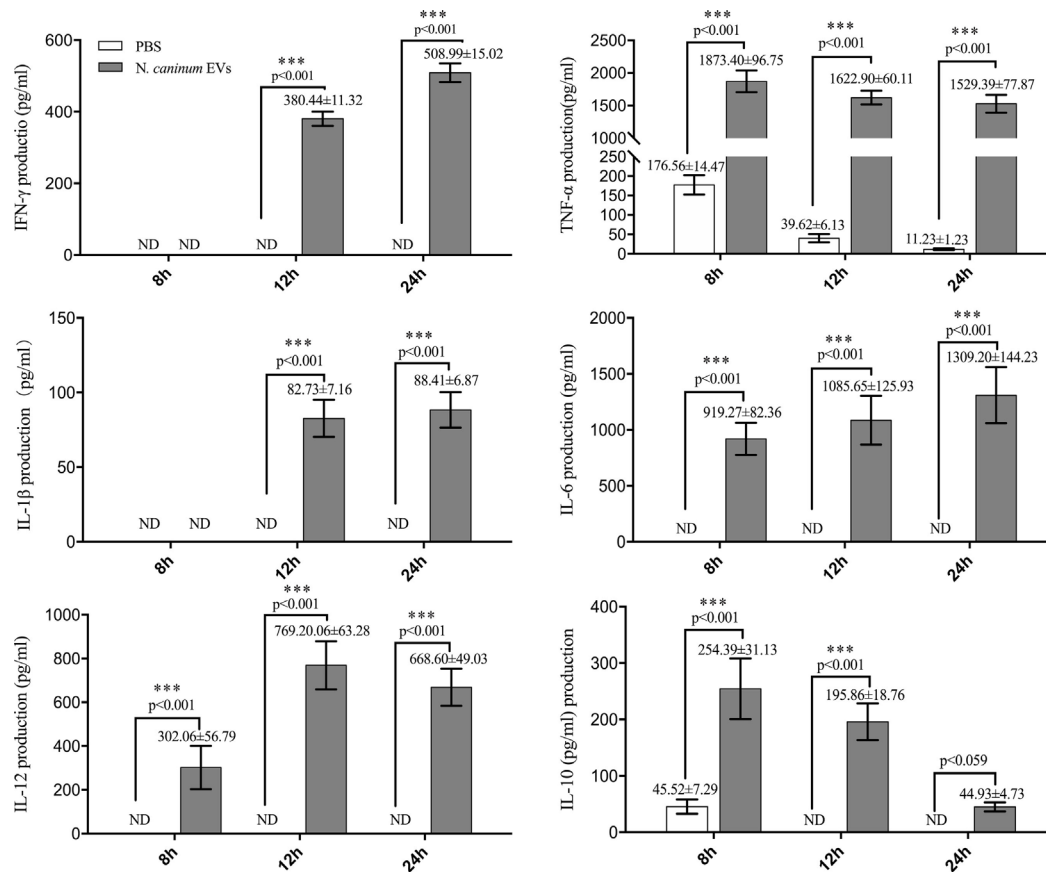 IFN-γ productio (pg/ml)
600
400
200
0
PBS
N. caninum EVs
***
p<0.001
380.44±11.32
***
p<0.001
508.99±15.02
ND
ND
ND
ND
8h
12h
24h
TNF-α production(pg/ml)
2500
2000
1500
1000
200
150
100
50
0
***
p<0.001
1873.40±96.75
***
p<0.001
1622.90±60.11
***
p<0.001
1529.39±77.87
176.56±14.47
39.62±6.13
11.23±1.23
8h
12h
24h
IL-1β production (pg/ml)
150
100
50
0
***
p<0.001
82.73±7.16
***
p<0.001
88.41±6.87
ND
ND
ND
ND
8h
12h
24h
IL-6 production (pg/ml)
2000
1500
1000
500
0
***
p<0.001
919.27±82.36
***
p<0.001
1085.65±125.93
***
p<0.001
1309.20±144.23
ND
ND
ND
8h
12h
24h
IL-12 production (pg/ml)
1000
800
600
400
200
0
***
p<0.001
302.06±56.79
***
p<0.001
769.20.06±63.28
***
p<0.001
668.60±49.03
ND
ND
ND
8h
12h
24h
IL-10 (pg/ml) production
400
300
200
100
0
***
p<0.001
254.39±31.13
***
p<0.001
195.86±18.76
p<0.059
44.93±4.73
45.52±7.29
ND
ND
8h
12h
24h